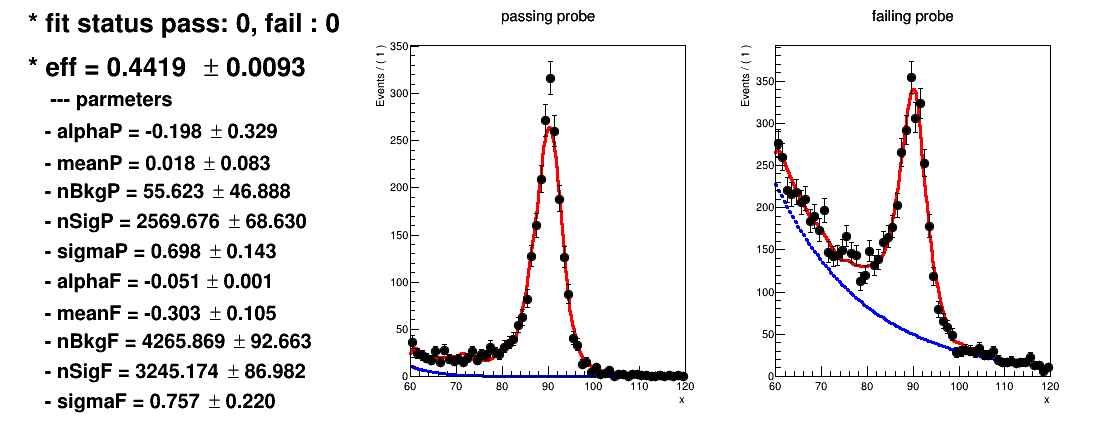 * fit status pass: 0, fail : 0
* eff = 0.4419 ± 0.0093
--- parmeters
- alphaP = -0.198 ± 0.329
- meanP = 0.018 ± 0.083
- nBkgP = 55.623 ± 46.888
- nSigP = 2569.676 ± 68.630
- sigmaP = 0.698 ± 0.143
- alphaF = -0.051 ± 0.001
- meanF = -0.303 ± 0.105
- nBkgF = 4265.869 ± 92.663
- nSigF = 3245.174 ± 86.982
- sigmaF = 0.757 ± 0.220
passing probe
Events / ( 1 )
350
300
250
200
150
100
50
0
60 70 80 90 100 110 120
x
failing probe
Events / ( 1 )
350
300
250
200
150
100
50
0
60 70 80 90 100 110 120
x